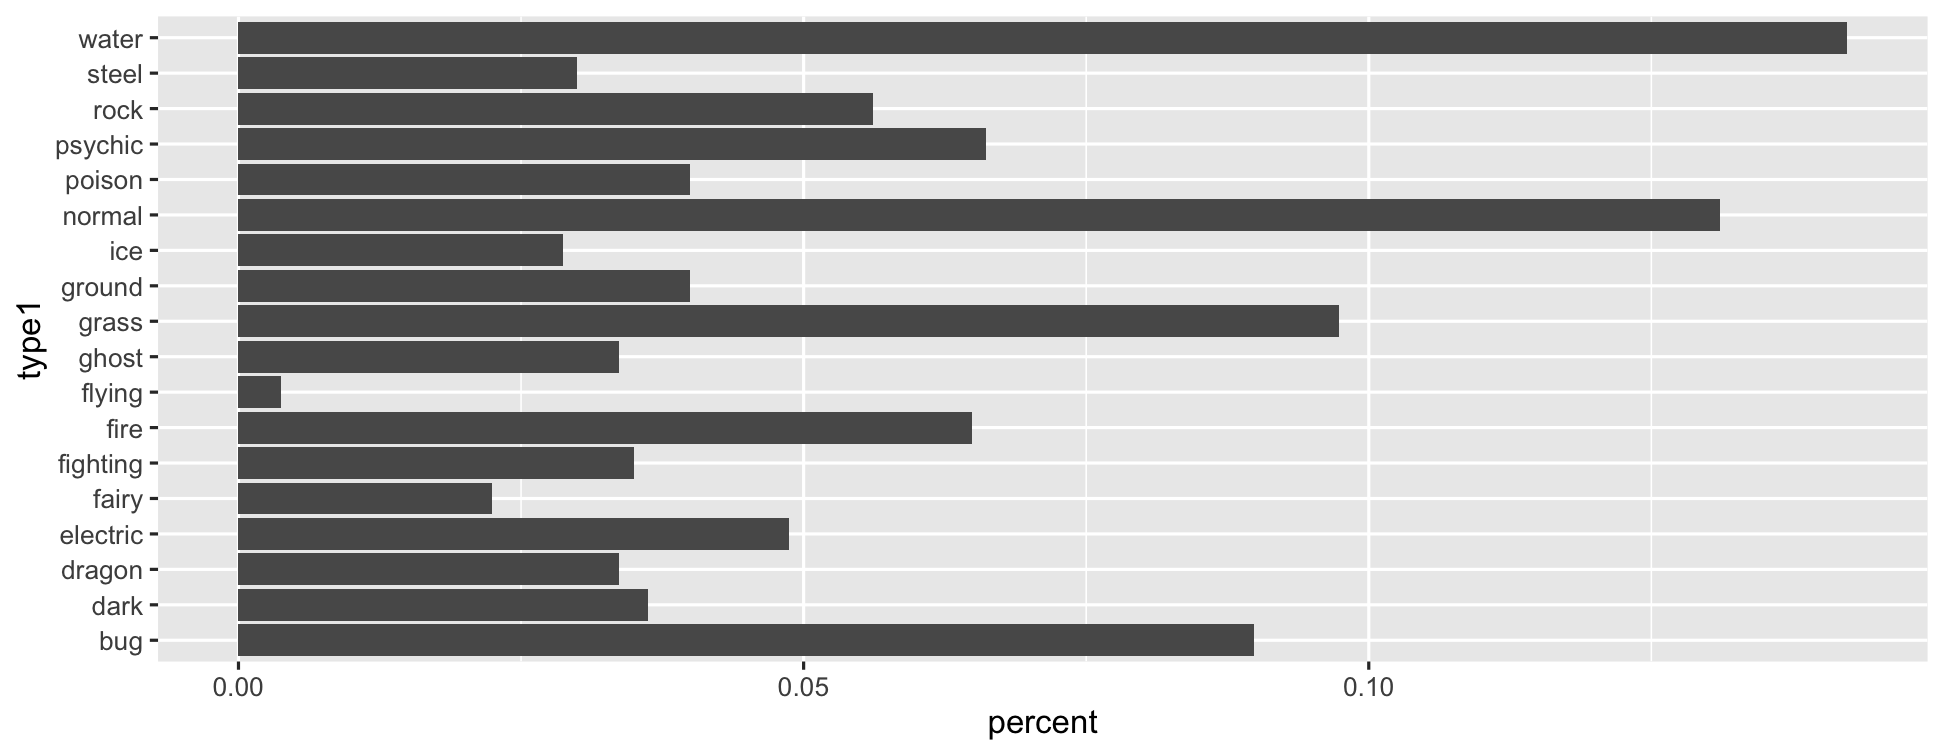 water
steel
rock
psychic
poison
normal
ice
ground
grass
ghost
flying
fire
fighting
fairy
electric
dragon
dark
bug
type1
0.00 0.05 0.10
percent